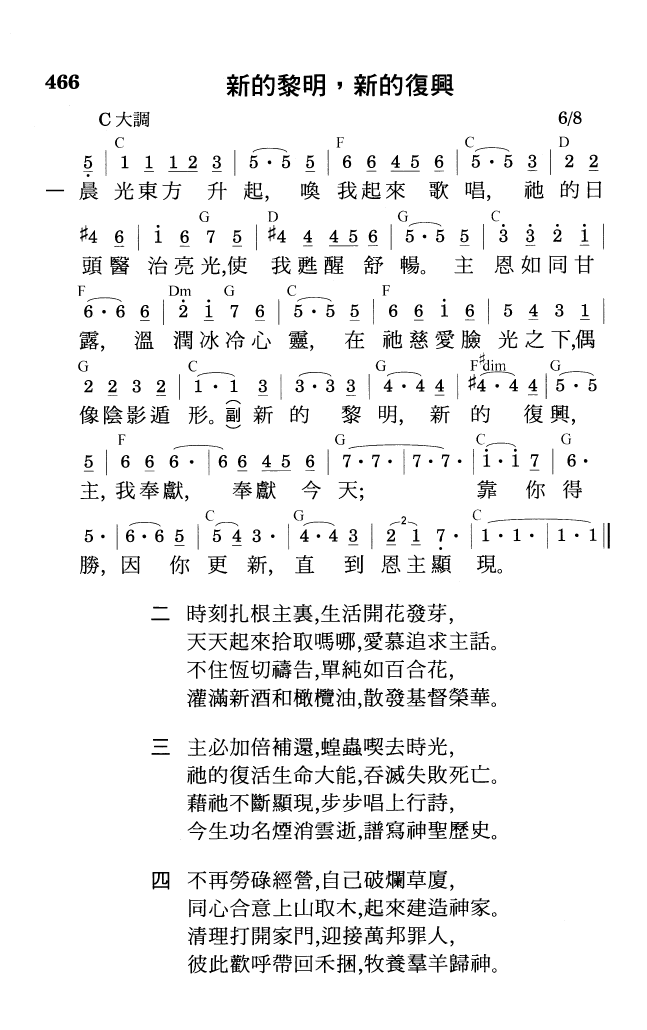 466 新的黎明，新的復興
C 大調 6/8
C F C D
5 | 1 1 1 2 3 | 5 · 5 5 | 6 6 4 5 6 | 5 · 5 3 | 2 2
一 晨 光東方 升 起, 喚 我起來 歌 唱, 祂 的日
G D G C
♯4 6 | 1 6 7 5 | ♯4 4 4 5 6 | 5 · 5 5 | 3 3 2 1 |
頭醫 治亮光,使 我甦醒 舒 暢。 主 恩如同甘
F Dm G C F
6 · 6 6 | 2 1 7 6 | 5 · 5 5 | 6 6 1 6 | 5 4 3 1 |
露, 溫 潤冰冷心 靈, 在 祂慈愛臉 光之下,偶
G C G F♯dim G
2 2 3 2 | 1 · 1 3 | 3 · 3 3 | 4 · 4 4 | ♯4 · 4 4 | 5 · 5
像陰影遁 形。(副) 新 的 黎 明, 新 的 復 興,
F G C G
5 | 6 6 6 · | 6 6 4 5 6 | 7 · 7 · | 7 · 7 · | 1 · 1 7 | 6 ·
主, 我奉獻, 奉獻 今 天; 靠 你 得
C G 2 C
5 · | 6 · 6 5 | 5 4 3 · | 4 · 4 3 | 2 1 7 · | 1 · 1 · | 1 · 1 ||
勝, 因 你 更 新, 直 到 恩主顯 現。
二 時刻扎根主裏,生活開花發芽,
天天起來拾取嗎哪,愛慕追求主話。
不住恆切禱告,單純如百合花,
灌滿新酒和橄欖油,散發基督榮華。
三 主必加倍補還,蝗蟲喫去時光,
祂的復活生命大能,吞滅失敗死亡。
藉祂不斷顯現,步步唱上行詩,
今生功名煙消雲逝,譜寫神聖歷史。
四 不再勞碌經營,自己破爛草廈,
同心合意上山取木,起來建造神家。
清理打開家門,迎接萬邦罪人,
彼此歡呼帶回禾捆,牧養羣羊歸神。